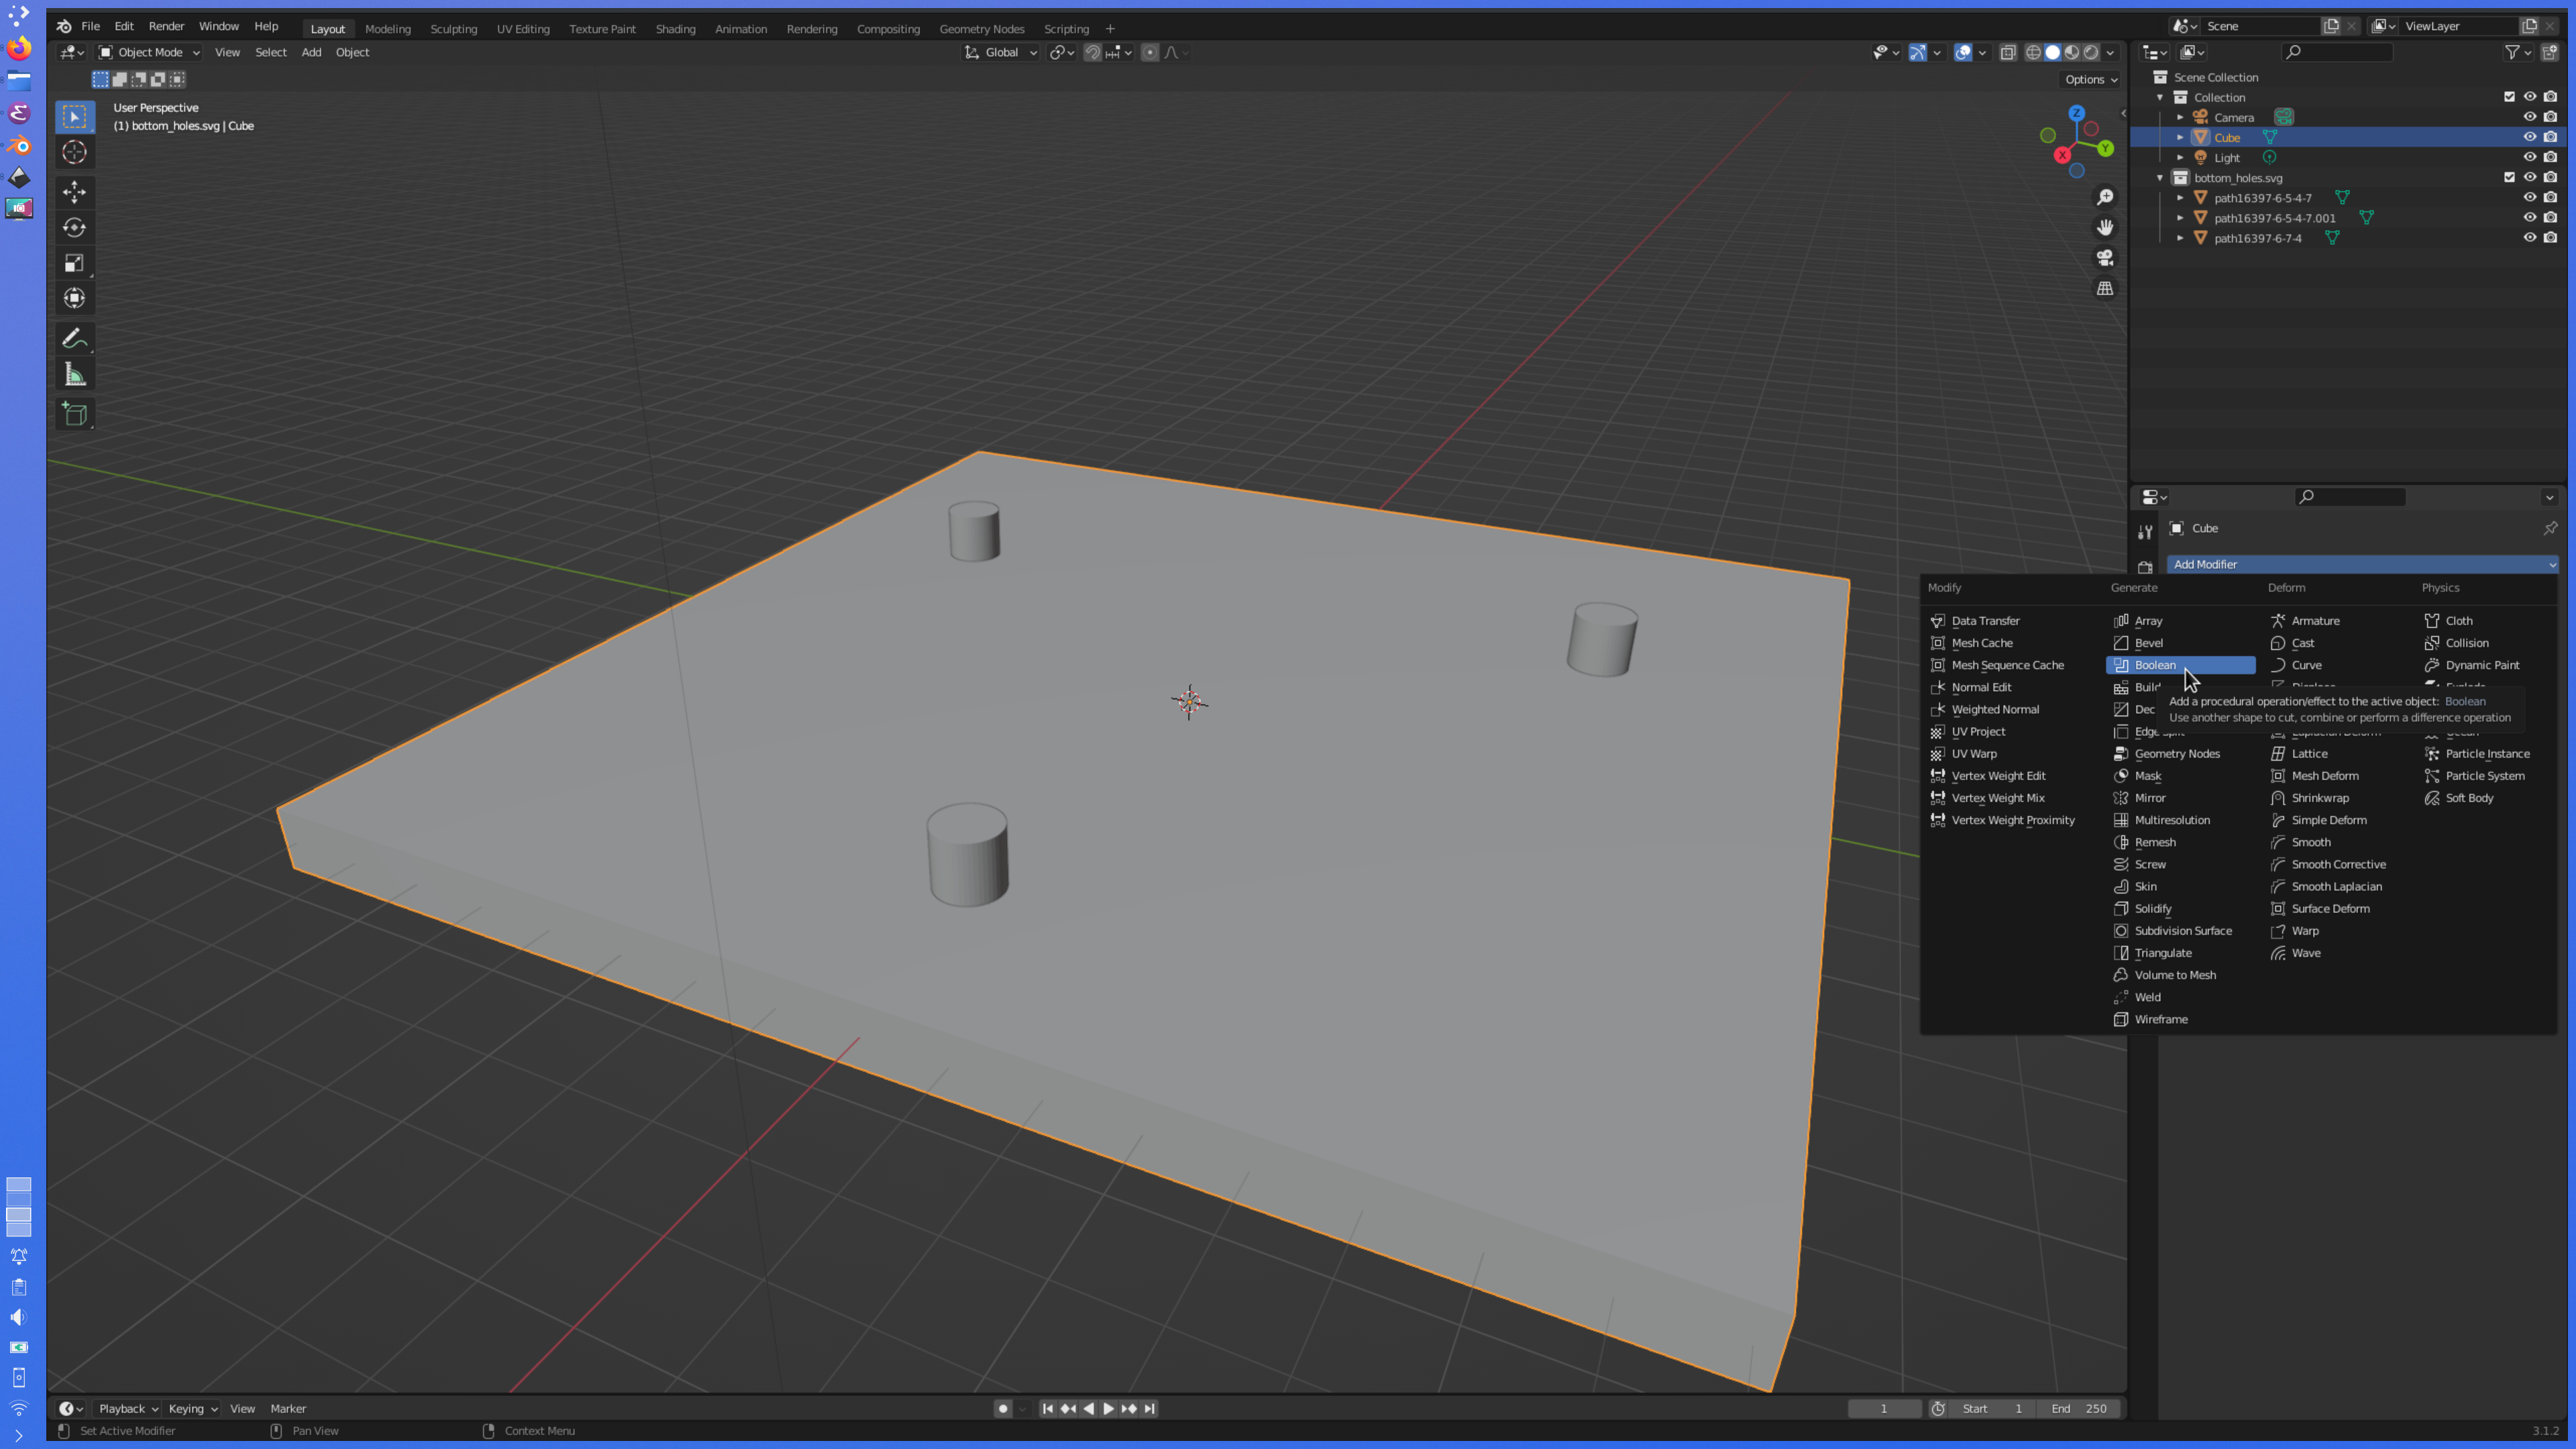 File Edit Render Window Help Layout Modeling Sculpting UV Editing Texture Paint Shading Animation Rendering Compositing Geometry Nodes Scripting + Scene ViewLayer
Object Mode View Select Add Object Global
Options
User Perspective
(1) bottom_holes.svg | Cube
Z
Y
X
Scene Collection
Collection
Camera
Cube
Light
bottom_holes.svg
path16397-6-5-4-7
path16397-6-5-4-7.001
path16397-6-7-4
Cube
Add Modifier
Modify Generate Deform Physics
Data Transfer Array Armature Cloth
Mesh Cache Bevel Cast Collision
Mesh Sequence Cache Boolean Curve Dynamic Paint
Normal Edit Build
Add a procedural operation/effect to the active object: Boolean
Weighted Normal Dec
Use another shape to cut, combine or perform a difference operation
UV Project Edge Split
UV Warp Geometry Nodes Lattice Particle Instance
Vertex Weight Edit Mask Mesh Deform Particle System
Vertex Weight Mix Mirror Shrinkwrap Soft Body
Vertex Weight Proximity Multiresolution Simple Deform
Remesh Smooth
Screw Smooth Corrective
Skin Smooth Laplacian
Solidify Surface Deform
Subdivision Surface Warp
Triangulate Wave
Volume to Mesh
Weld
Wireframe
Playback Keying View Marker 1 Start 1 End 250
Set Active Modifier Pan View Context Menu 3.1.2